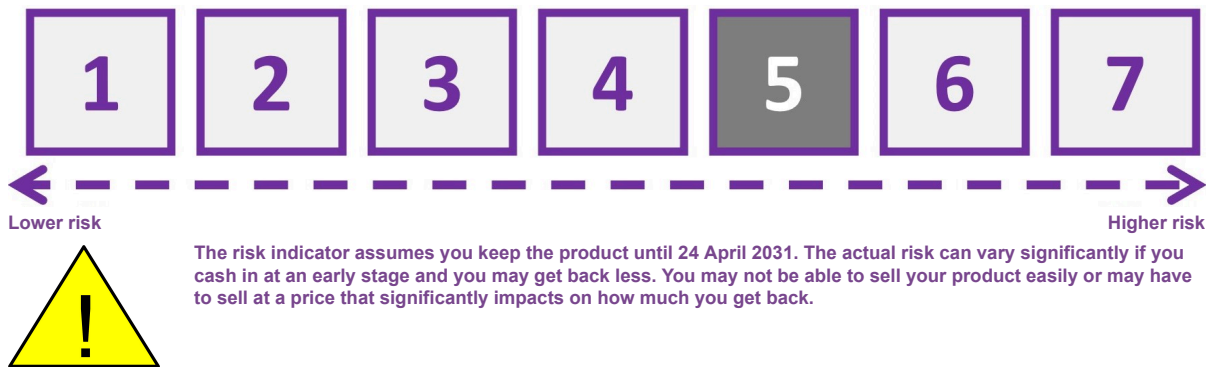 1 2 3 4 5 6 7
Lower risk Higher risk
The risk indicator assumes you keep the product until 24 April 2031. The actual risk can vary significantly if you
cash in at an early stage and you may get back less. You may not be able to sell your product easily or may have
to sell at a price that significantly impacts on how much you get back.
!